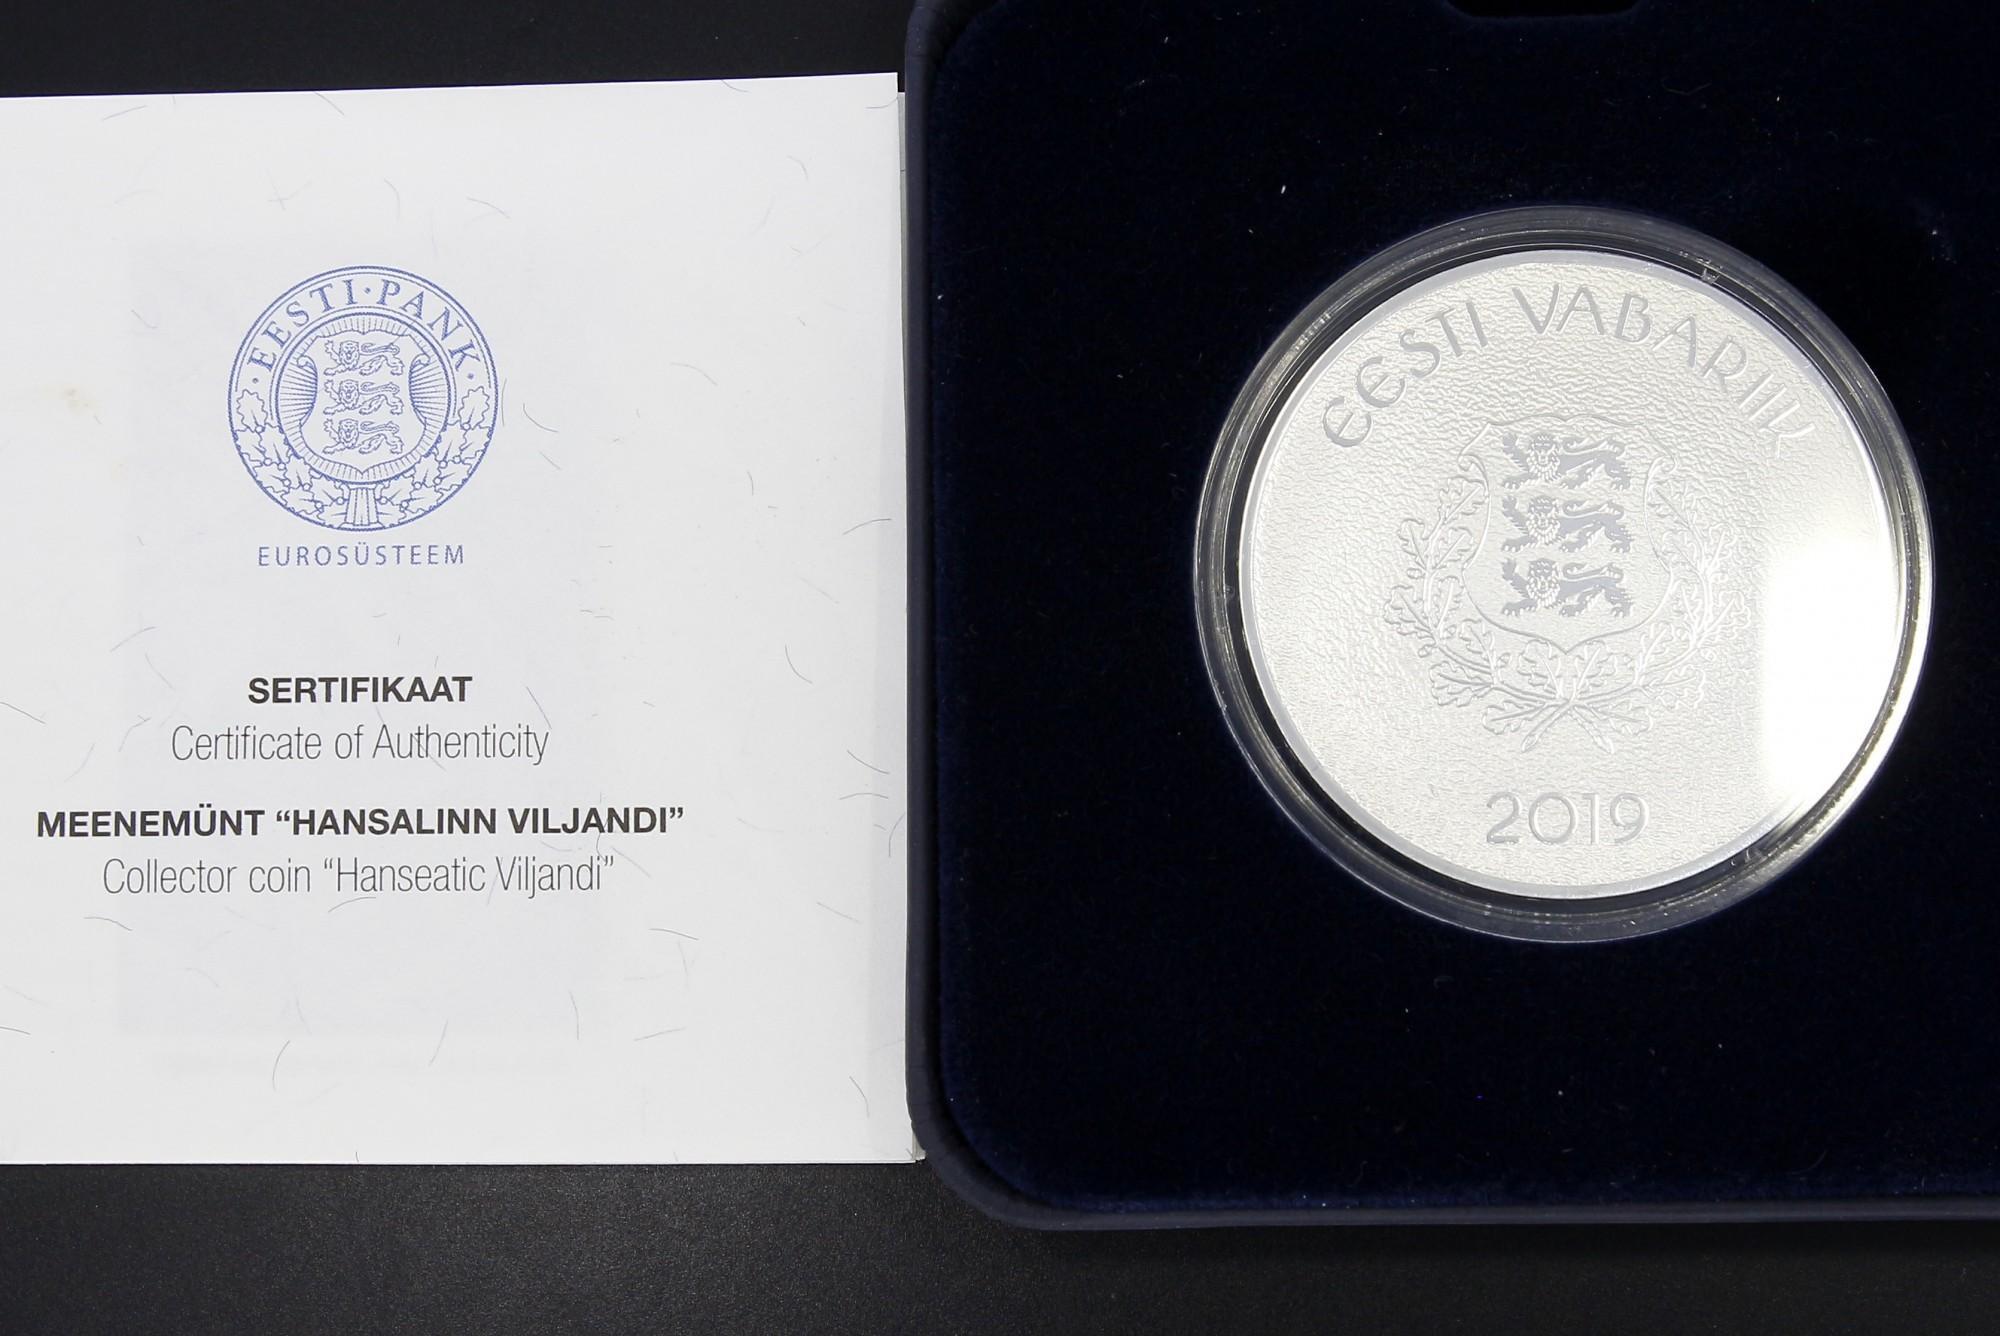 ·EESTI·PANK·
EUROSÜSTEEM
SERTIFIKAAT
Certificate of Authenticity
MEENEMÜNT “HANSALINN VILJANDI”
Collector coin “Hanseatic Viljandi”
EESTI VABARIIK
2019